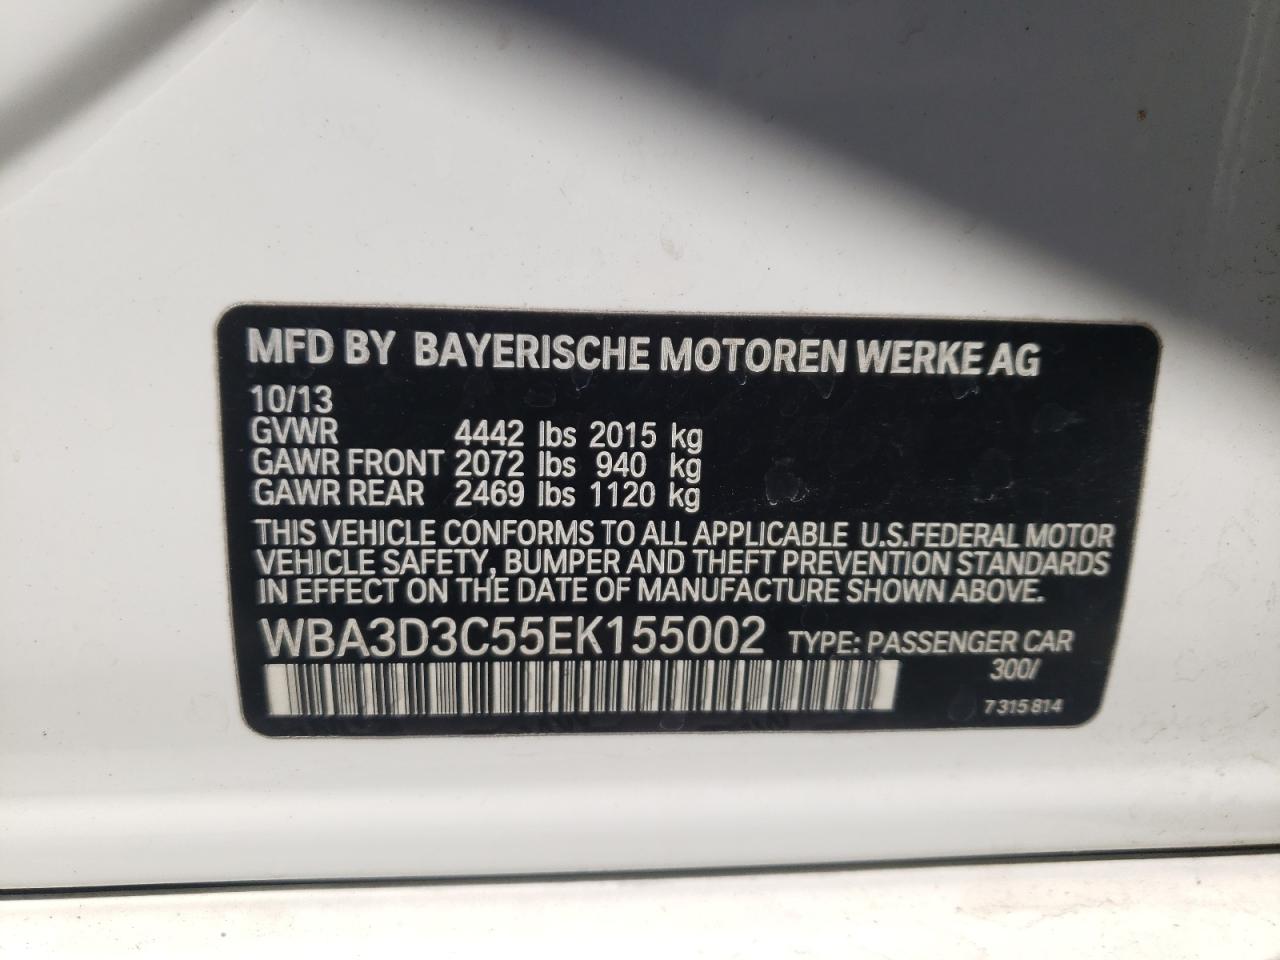 MFD BY BAYERISCHE MOTOREN WERKE AG
10/13
GVWR 4442 lbs 2015 kg
GAWR FRONT 2072 lbs 940 kg
GAWR REAR 2469 lbs 1120 kg
THIS VEHICLE CONFORMS TO ALL APPLICABLE U.S.FEDERAL MOTOR
VEHICLE SAFETY, BUMPER AND THEFT PREVENTION STANDARDS
IN EFFECT ON THE DATE OF MANUFACTURE SHOWN ABOVE.
WBA3D3C55EK155002 TYPE: PASSENGER CAR
300/
7 315 814